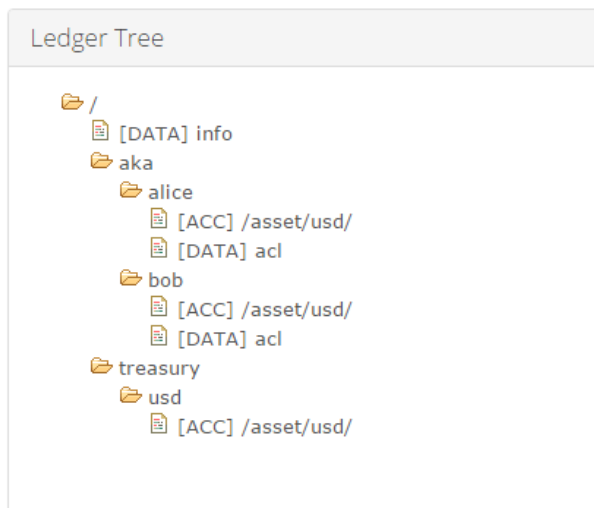 Ledger Tree
/
[DATA] info
aka
alice
[ACC] /asset/usd/
[DATA] acl
bob
[ACC] /asset/usd/
[DATA] acl
treasury
usd
[ACC] /asset/usd/